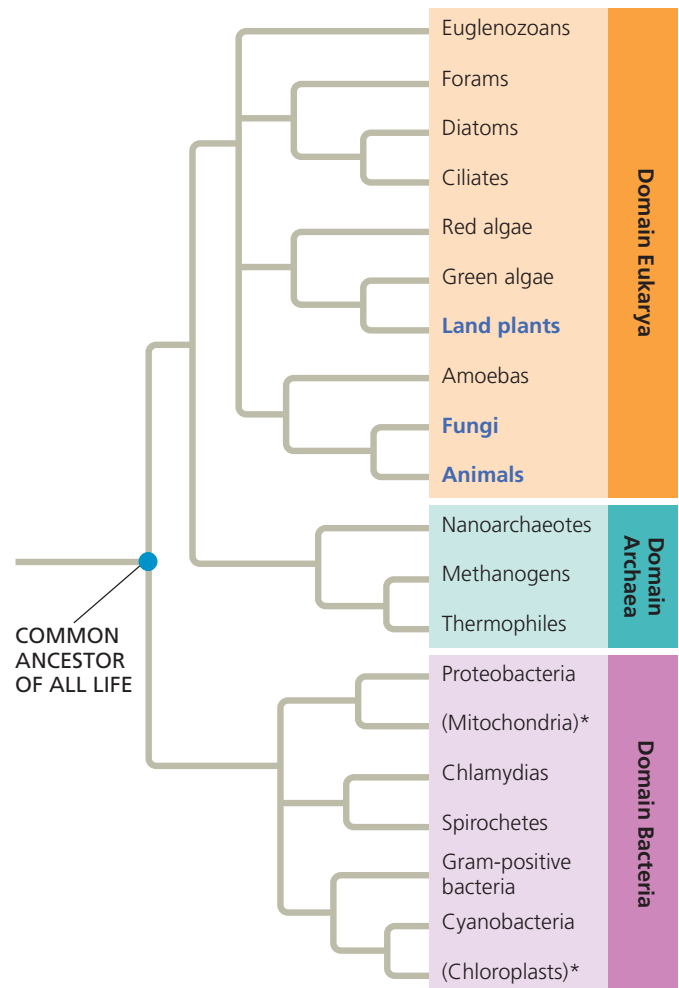 Euglenozoans
Forams
Diatoms
Ciliates
Red algae
Green algae
Land plants
Amoebas
Fungi
Animals
Domain Eukarya
Nanoarchaeotes
Methanogens
Thermophiles
Domain
Archaea
COMMON
ANCESTOR
OF ALL LIFE
Proteobacteria
(Mitochondria)*
Chlamydias
Spirochetes
Gram-positive
bacteria
Cyanobacteria
(Chloroplasts)*
Domain Bacteria